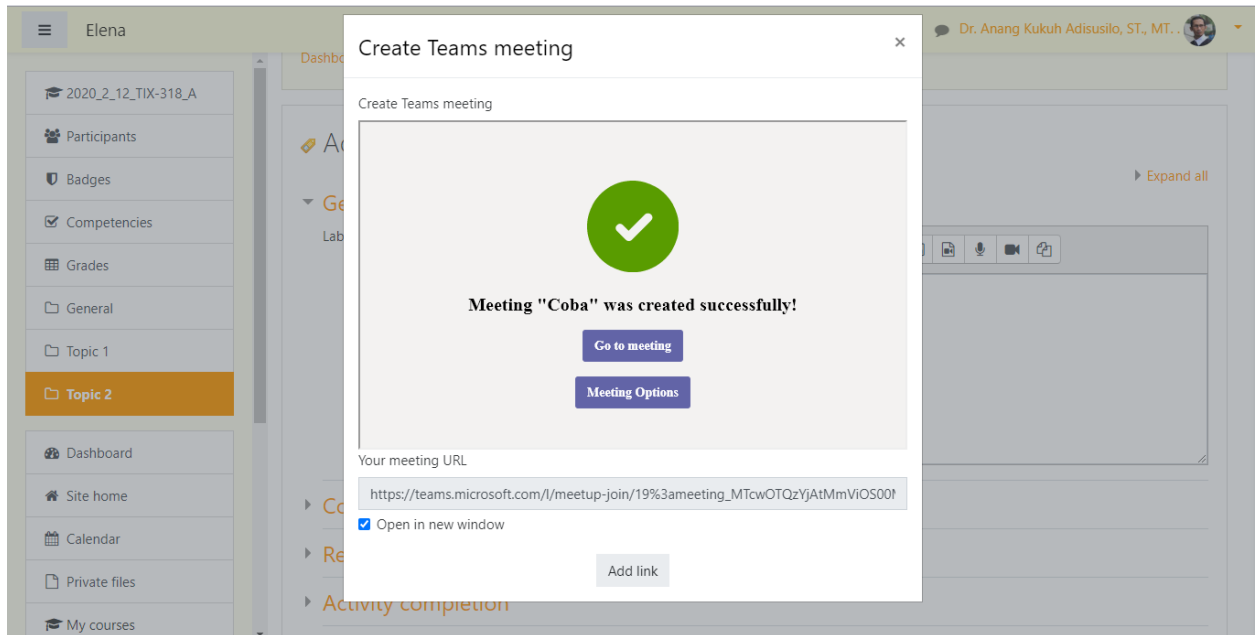 Elena
Dr. Anang Kukuh Adisusilo, ST., MT. .
2020_2_12_TIX-318_A
Participants
Badges
Competencies
Grades
General
Topic 1
Topic 2
Dashboard
Site home
Calendar
Private files
My courses
Dashbo
Expand all
Lab
Activity completion
Create Teams meeting
×
Create Teams meeting
Meeting "Coba" was created successfully!
Go to meeting
Meeting Options
Your meeting URL
https://teams.microsoft.com/l/meetup-join/19%3ameeting_MTcwOTQzYjAtMmViOS00
Open in new window
Add link